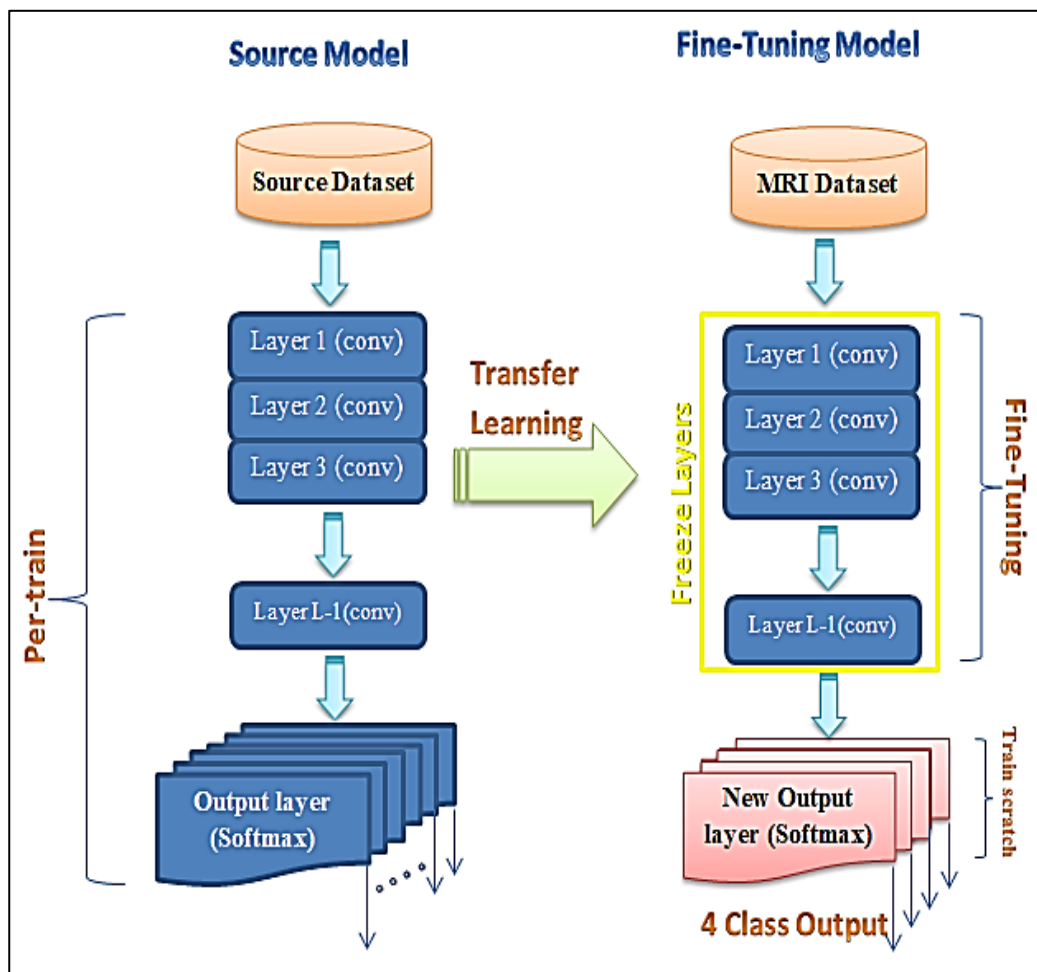 Source Model
Fine-Tuning Model
Source Dataset
MRI Dataset
Layer 1 (conv)
Layer 2 (conv)
Layer 3 (conv)
Layer L-1(conv)
Output layer
(Softmax)
Per-train
Transfer
Learning
Freeze Layers
Layer 1 (conv)
Layer 2 (conv)
Layer 3 (conv)
Layer L-1(conv)
Fine-Tuning
New Output
layer (Softmax)
Train scratch
4 Class Output